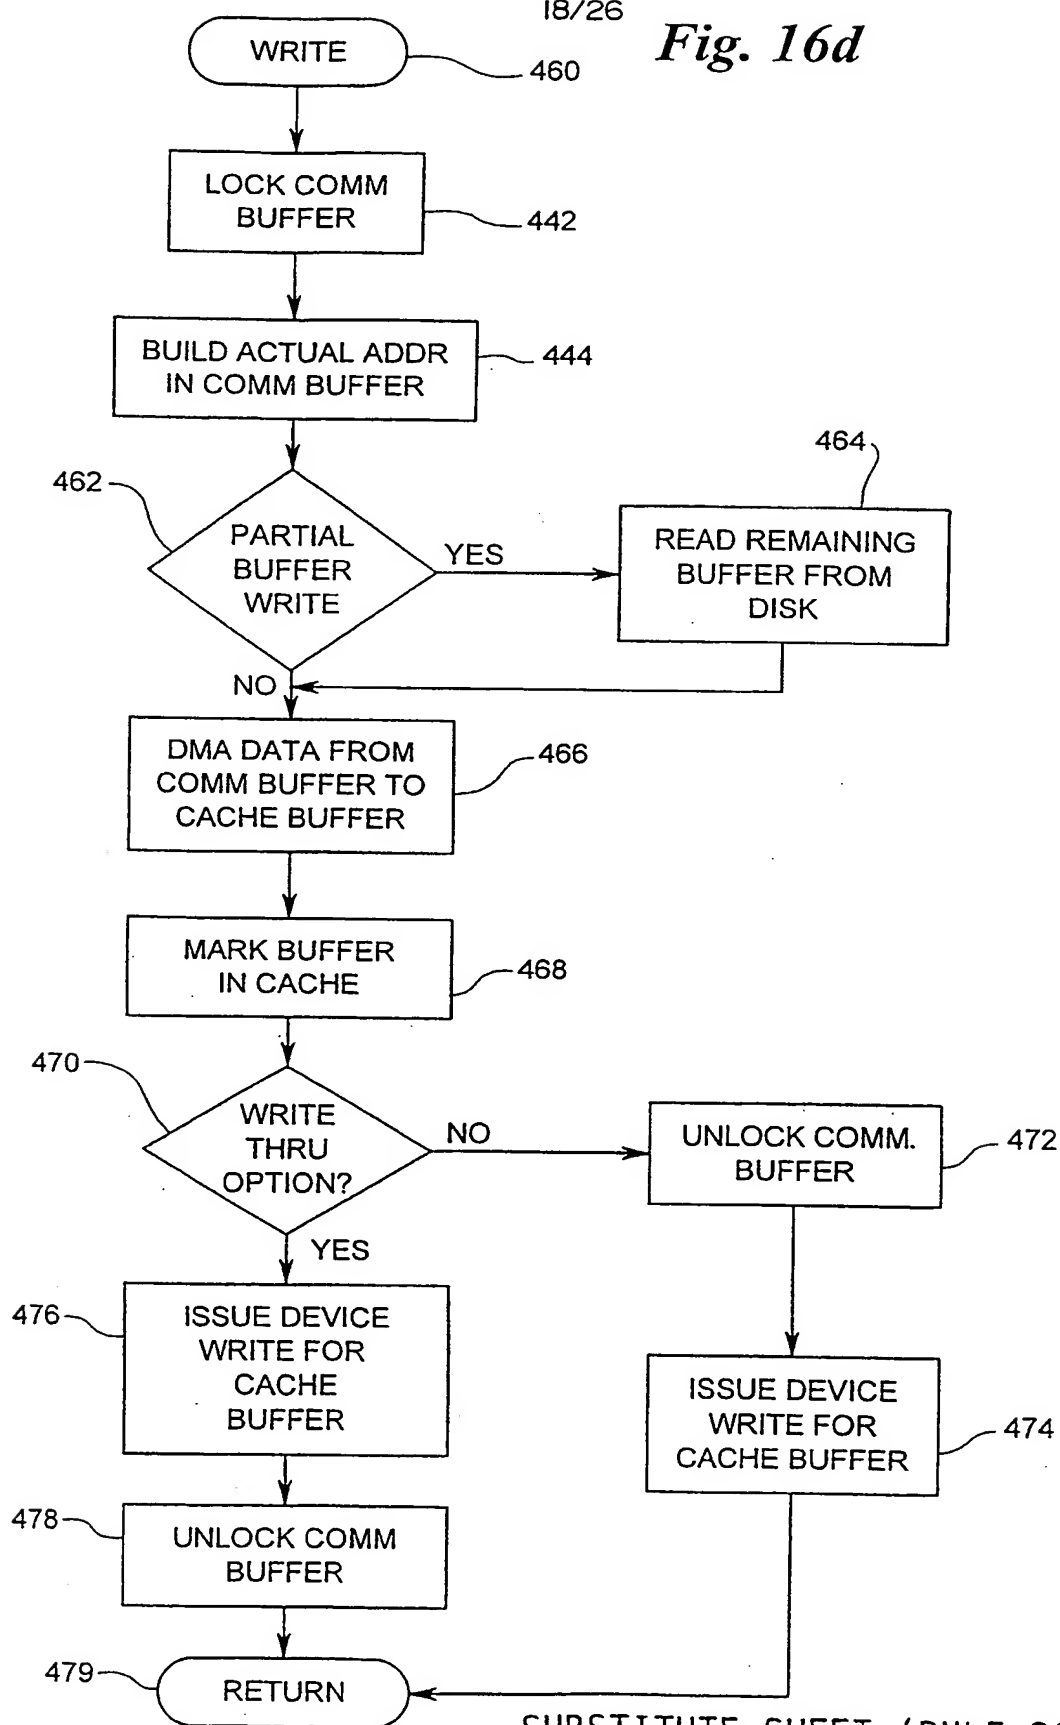 18/26
Fig. 16d
WRITE
460
LOCK COMM
BUFFER
442
BUILD ACTUAL ADDR
IN COMM BUFFER
444
462
PARTIAL
BUFFER
WRITE
YES
464
READ REMAINING
BUFFER FROM
DISK
NO
DMA DATA FROM
COMM BUFFER TO
CACHE BUFFER
466
MARK BUFFER
IN CACHE
468
470
WRITE
THRU
OPTION?
NO
UNLOCK COMM.
BUFFER
472
YES
476
ISSUE DEVICE
WRITE FOR
CACHE
BUFFER
ISSUE DEVICE
WRITE FOR
CACHE BUFFER
474
478
UNLOCK COMM
BUFFER
479
RETURN
SUBSTITUTE SHEET